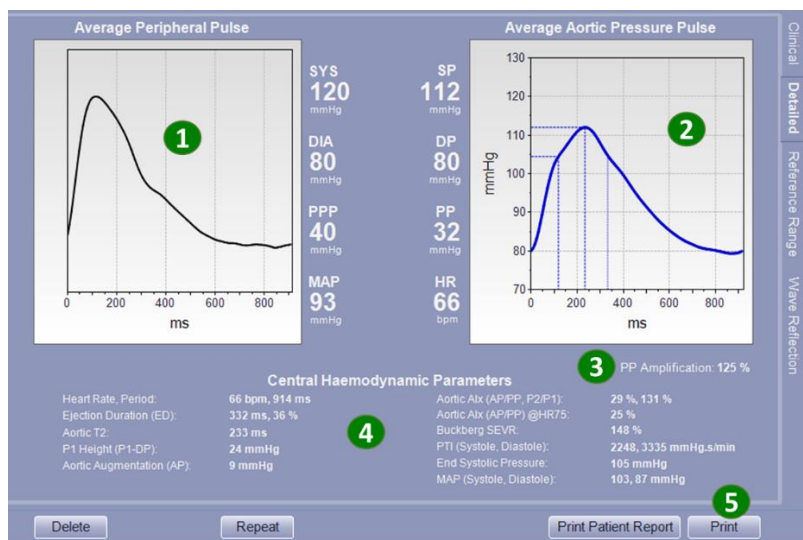 Average Peripheral Pulse
Average Aortic Pressure Pulse
1
0 200 400 600 800
ms
SYS
120
mmHg
DIA
80
mmHg
PPP
40
mmHg
MAP
93
mmHg
SP
112
mmHg
DP
80
mmHg
PP
32
mmHg
HR
66
bpm
2
130
120
110
100
90
80
70
mmHg
0 200 400 600 800
ms
Clinical
Detailed
Reference Range
Wave Reflection
3 PP Amplification: 125 %
Central Haemodynamic Parameters
Heart Rate, Period: 66 bpm, 914 ms
Ejection Duration (ED): 332 ms, 36 %
Aortic T2: 233 ms
P1 Height (P1-DP): 24 mmHg
Aortic Augmentation (AP): 9 mmHg
4
Aortic AIx (AP/PP, P2/P1): 29 %, 131 %
Aortic AIx (AP/PP) @HR75: 25 %
Buckberg SEVR: 148 %
PTI (Systole, Diastole): 2248, 3335 mmHg.s/min
End Systolic Pressure: 105 mmHg
MAP (Systole, Diastole): 103, 87 mmHg
5
Delete
Repeat
Print Patient Report
Print